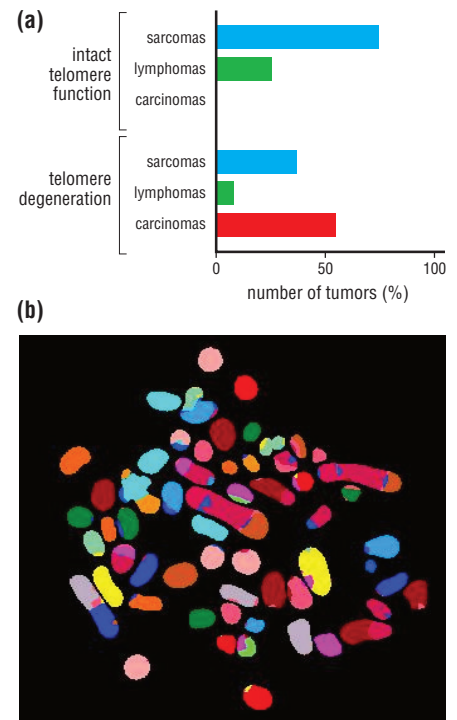 (a)
intact
telomere
function
sarcomas
lymphomas
carcinomas
telomere
degeneration
sarcomas
lymphomas
carcinomas
0 50 100
number of tumors (%)
(b)